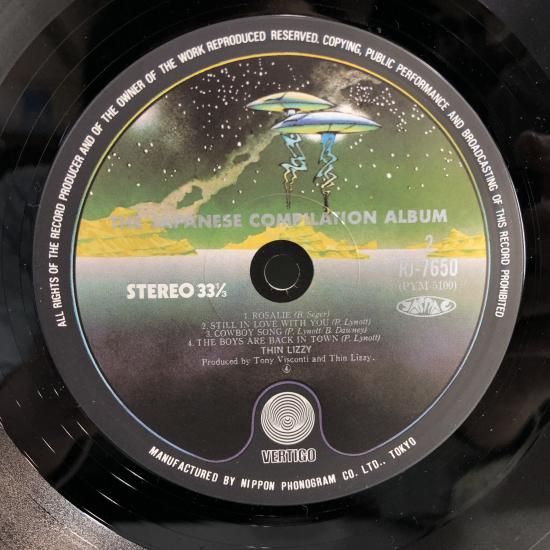 ALL RIGHTS OF THE RECORD PRODUCER AND OF THE OWNER OF THE WORK REPRODUCED RESERVED. COPYING, PUBLIC PERFORMANCE AND BROADCASTING OF THIS RECORD PROHIBITED
THE JAPANESE COMPILATION ALBUM
2
RJ-7650
(PYM-5100)
STEREO 33⅓
1. ROSALIE (B. Seger)
2. STILL IN LOVE WITH YOU (P. Lynott)
3. COWBOY SONG (P. Lynott· B. Dawney)
4. THE BOYS ARE BACK IN TOWN (P. Lynott)
THIN LIZZY
Produced by Tony Visconti and Thin Lizzy.
VERTIGO
MANUFACTURED BY NIPPON PHONOGRAM CO. LTD., TOKYO